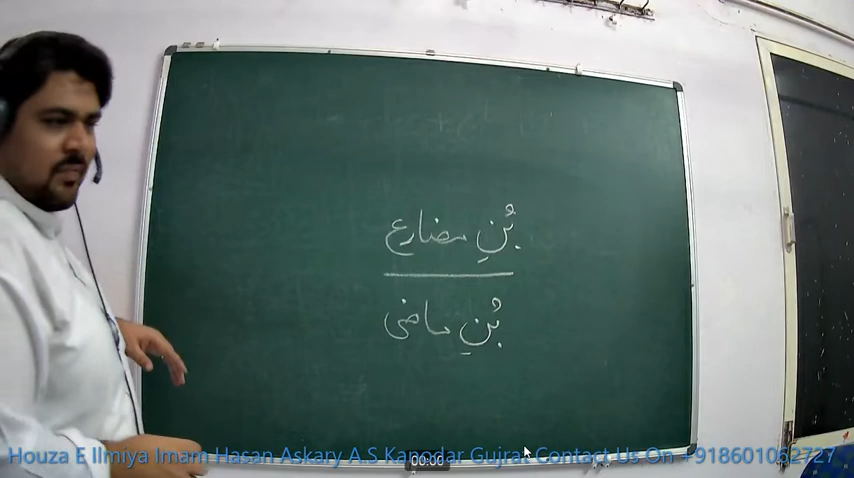 بُنِ مضارع
بُنِ ماضی
00:00
Houza E Ilmiya Imam Hasan Askary A.S Kanodar Gujrat Contact Us On +918601062727